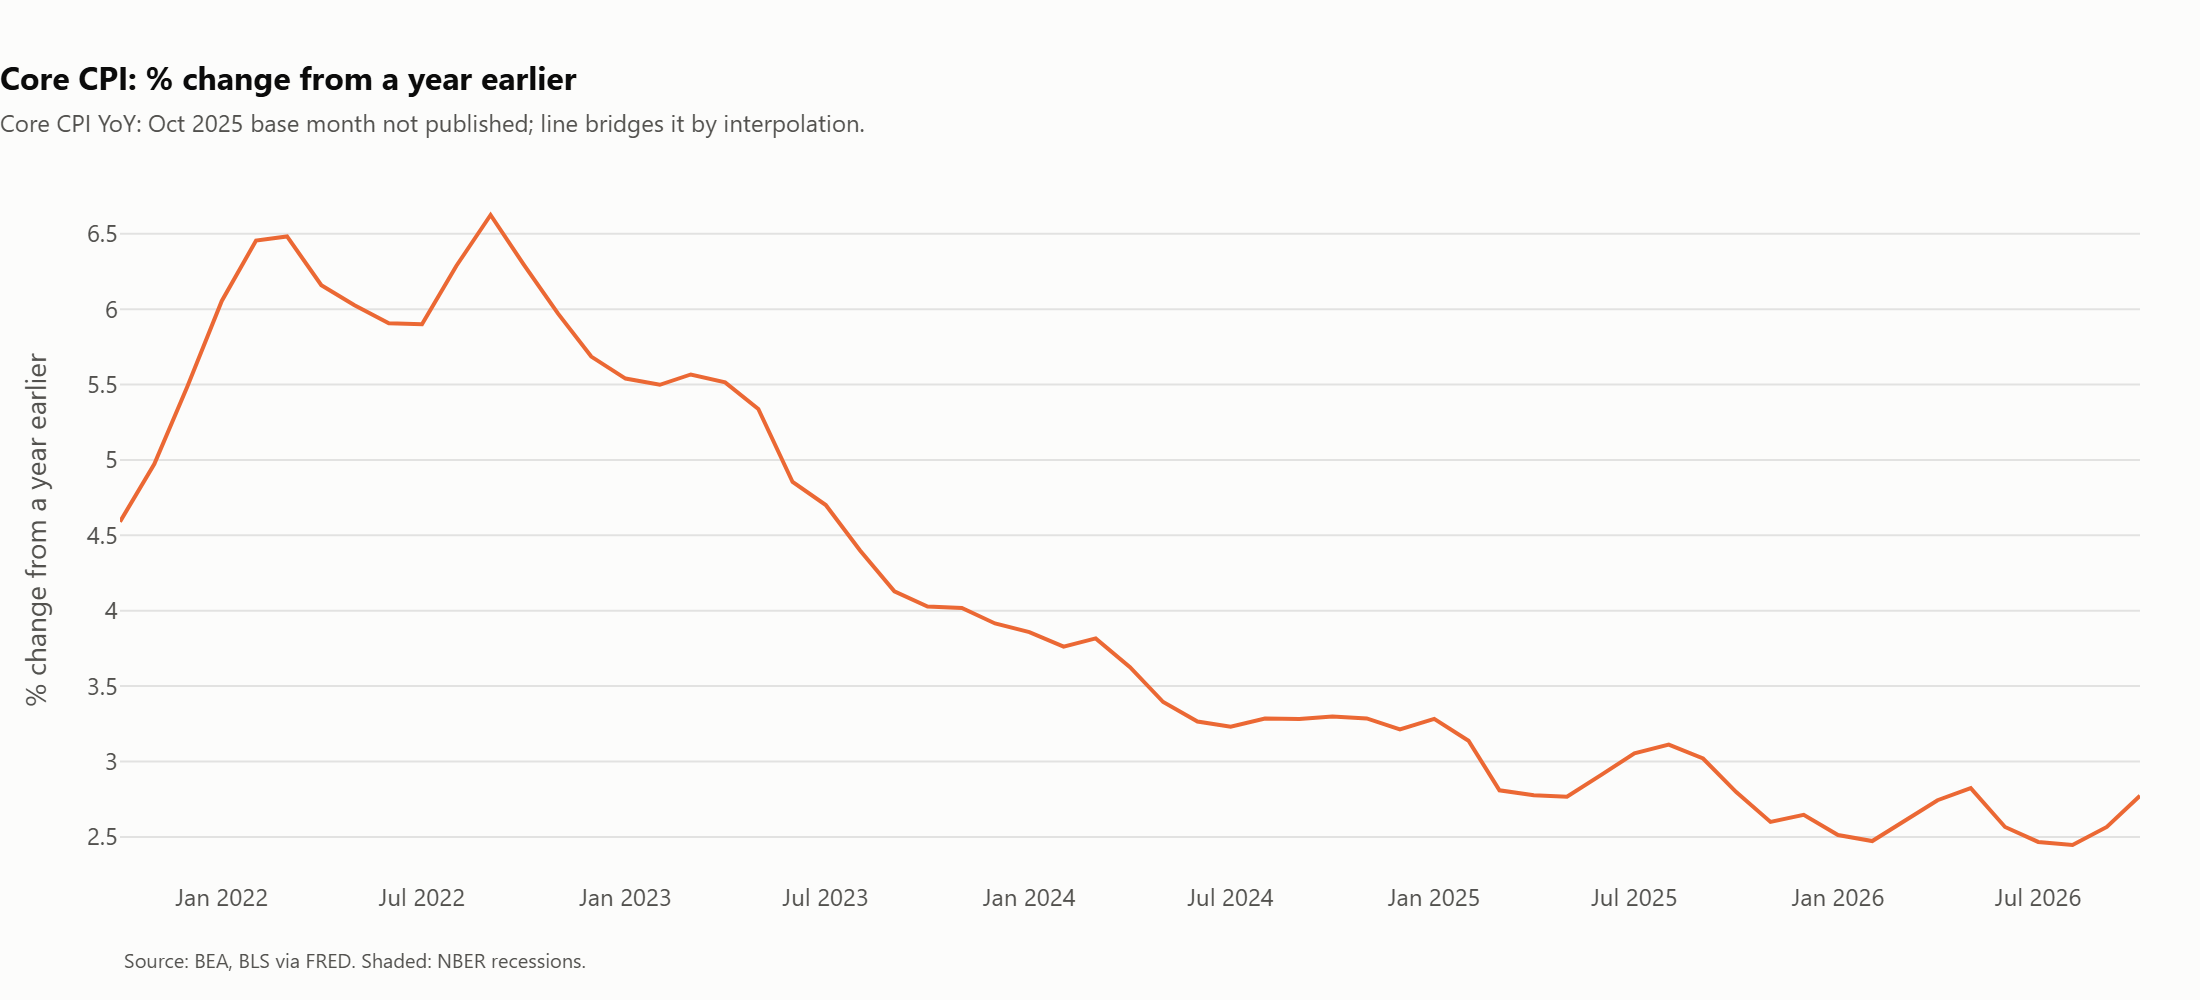 Core CPI: % change from a year earlier
Core CPI YoY: Oct 2025 base month not published; line bridges it by interpolation.
% change from a year earlier
6.5
6
5.5
5
4.5
4
3.5
3
2.5
Jan 2022
Jul 2022
Jan 2023
Jul 2023
Jan 2024
Jul 2024
Jan 2025
Jul 2025
Jan 2026
Jul 2026
Source: BEA, BLS via FRED. Shaded: NBER recessions.